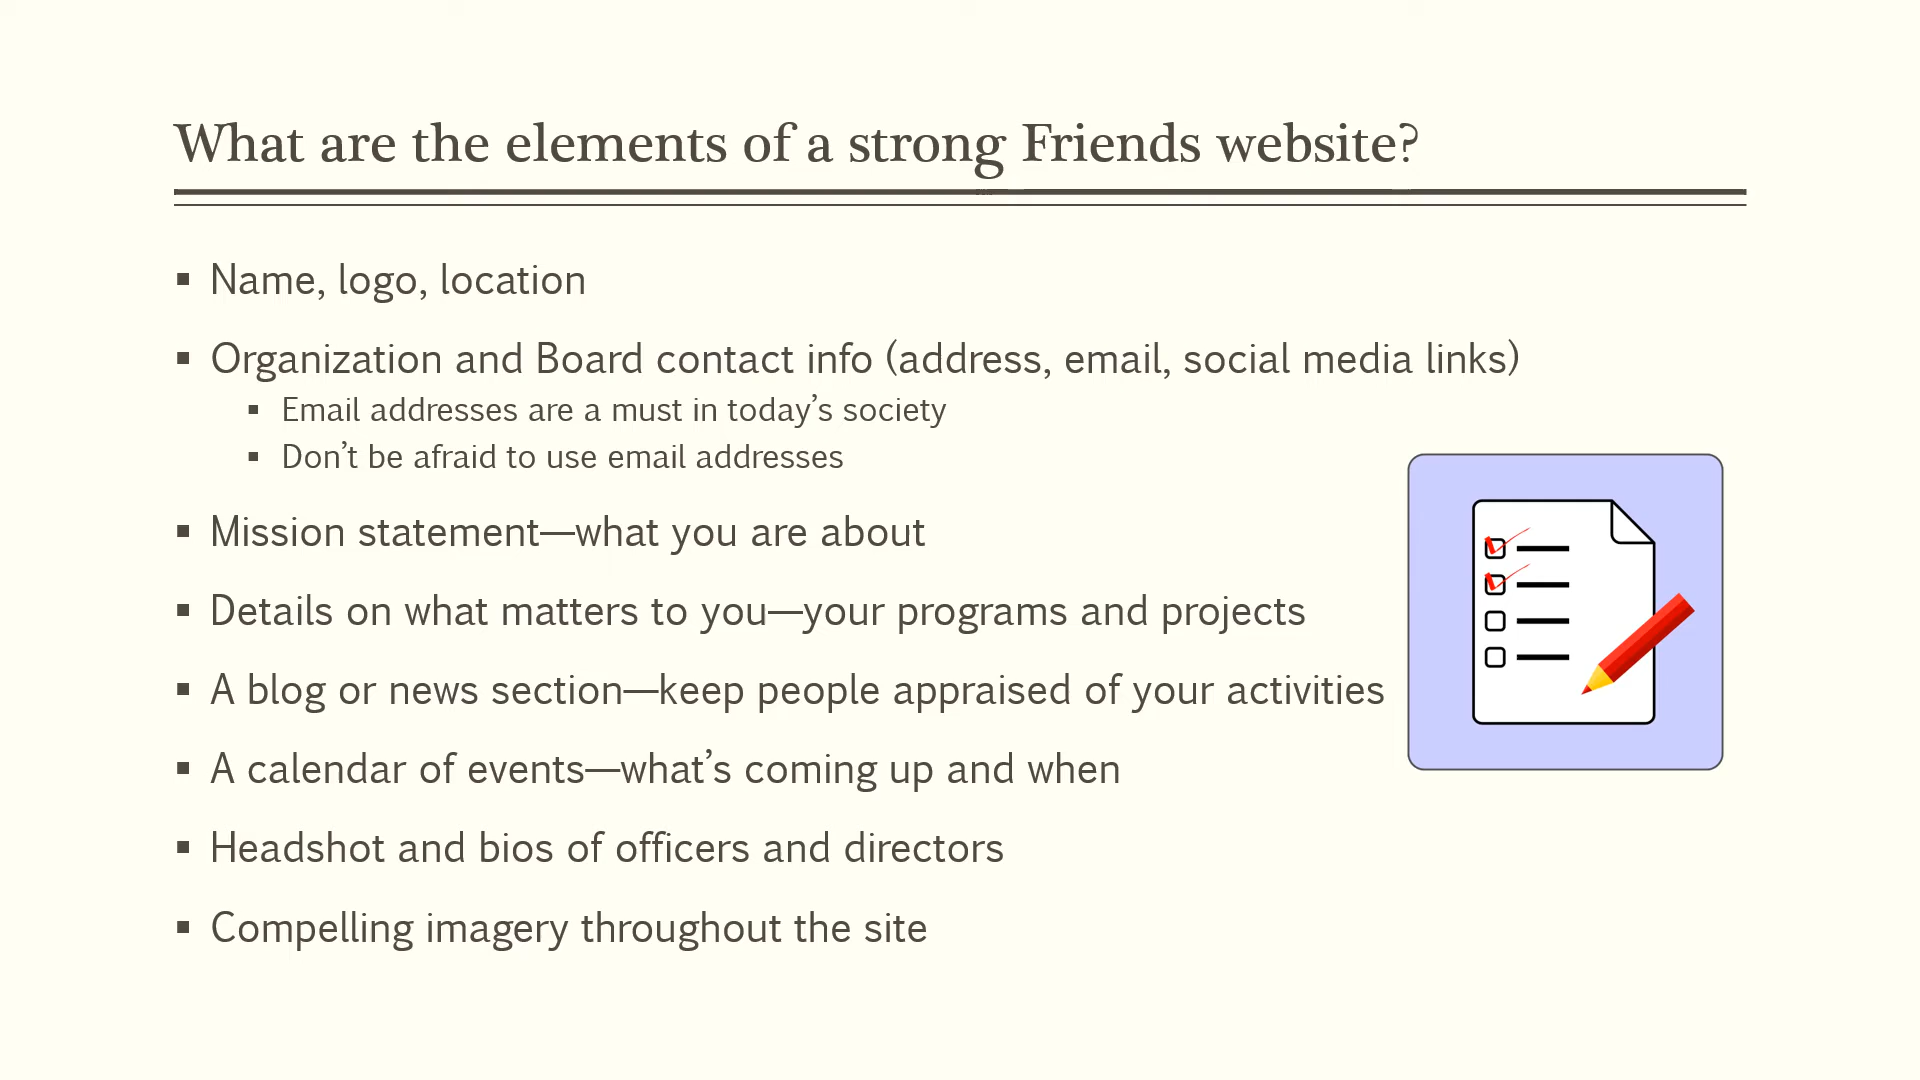 What are the elements of a strong Friends website?
▪ Name, logo, location
▪ Organization and Board contact info (address, email, social media links)
▪ Email addresses are a must in today’s society
▪ Don’t be afraid to use email addresses
▪ Mission statement—what you are about
▪ Details on what matters to you—your programs and projects
▪ A blog or news section—keep people appraised of your activities
▪ A calendar of events—what’s coming up and when
▪ Headshot and bios of officers and directors
▪ Compelling imagery throughout the site